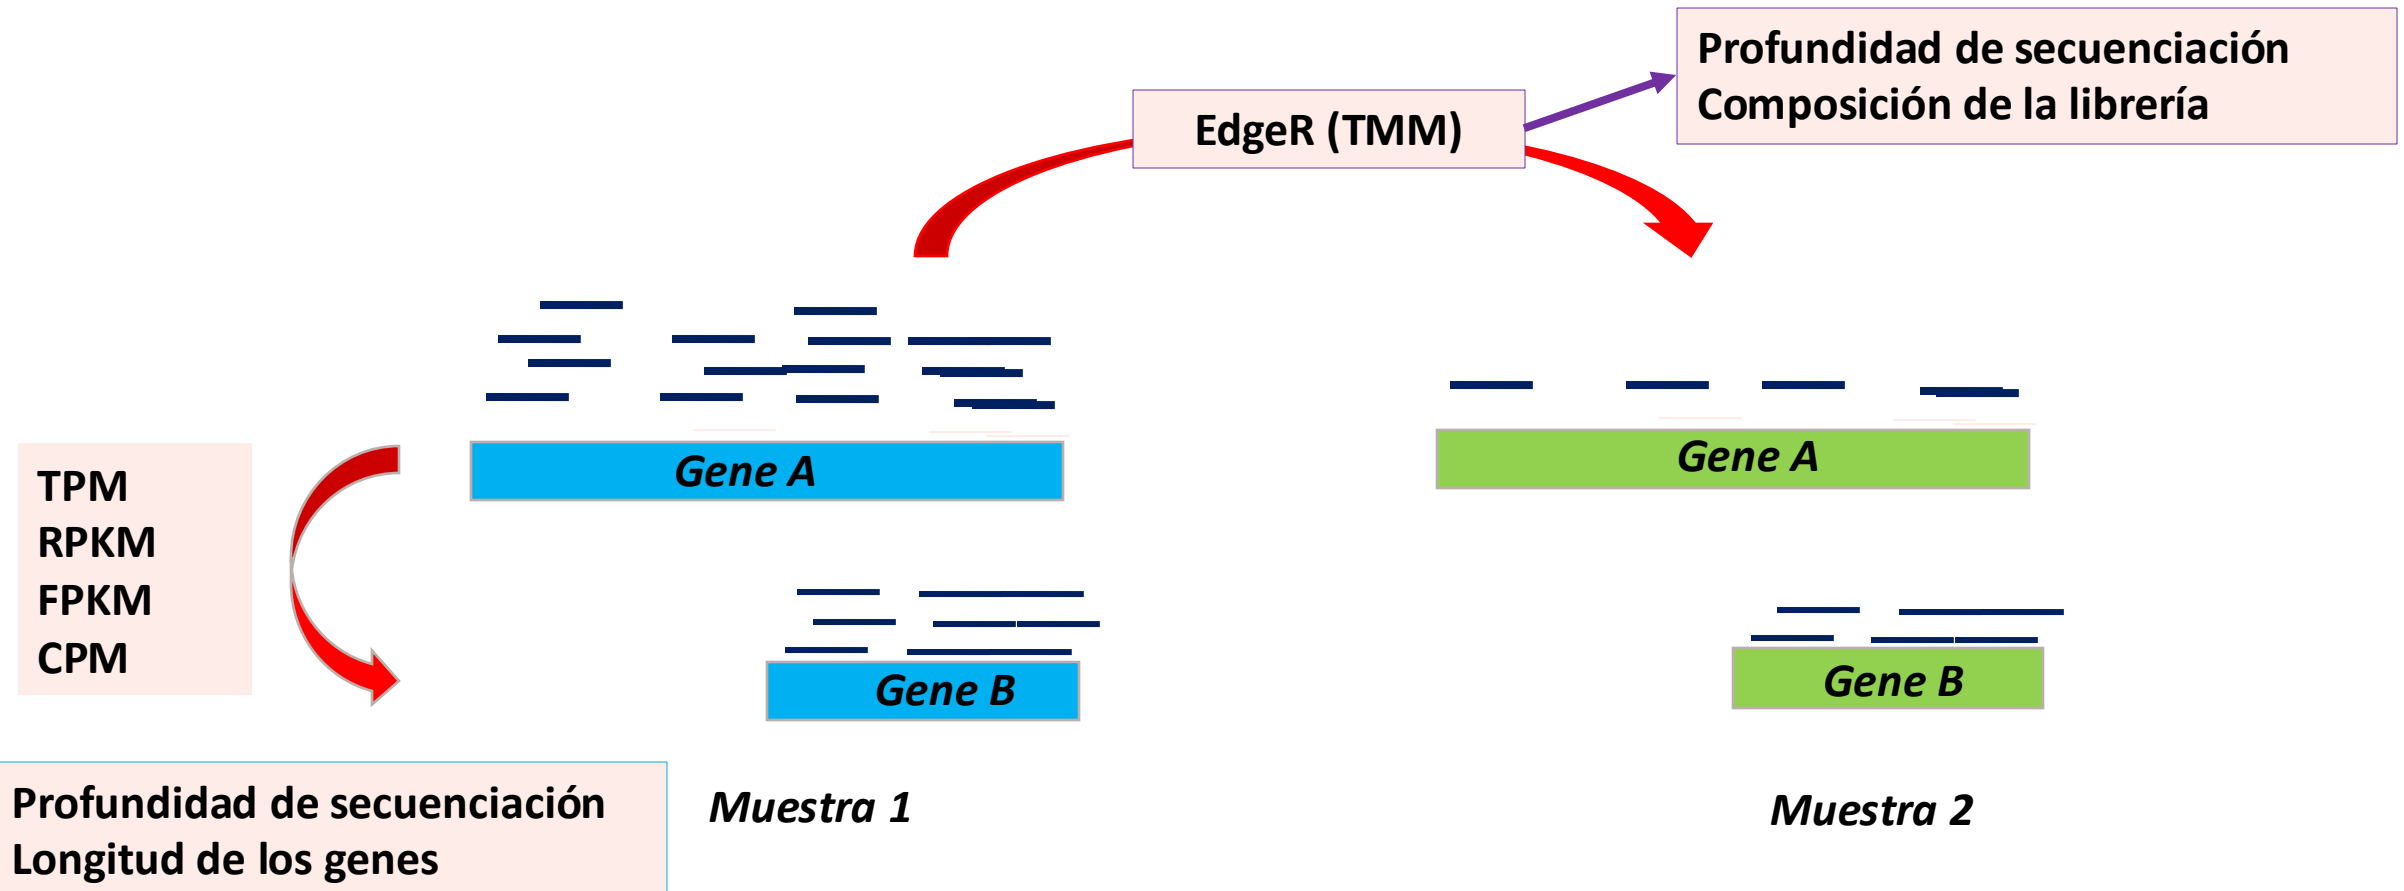 Profundidad de secuenciación
Composición de la librería
EdgeR (TMM)
Gene A
Gene A
TPM
RPKM
FPKM
CPM
Gene B
Gene B
Profundidad de secuenciación
Longitud de los genes
Muestra 1
Muestra 2